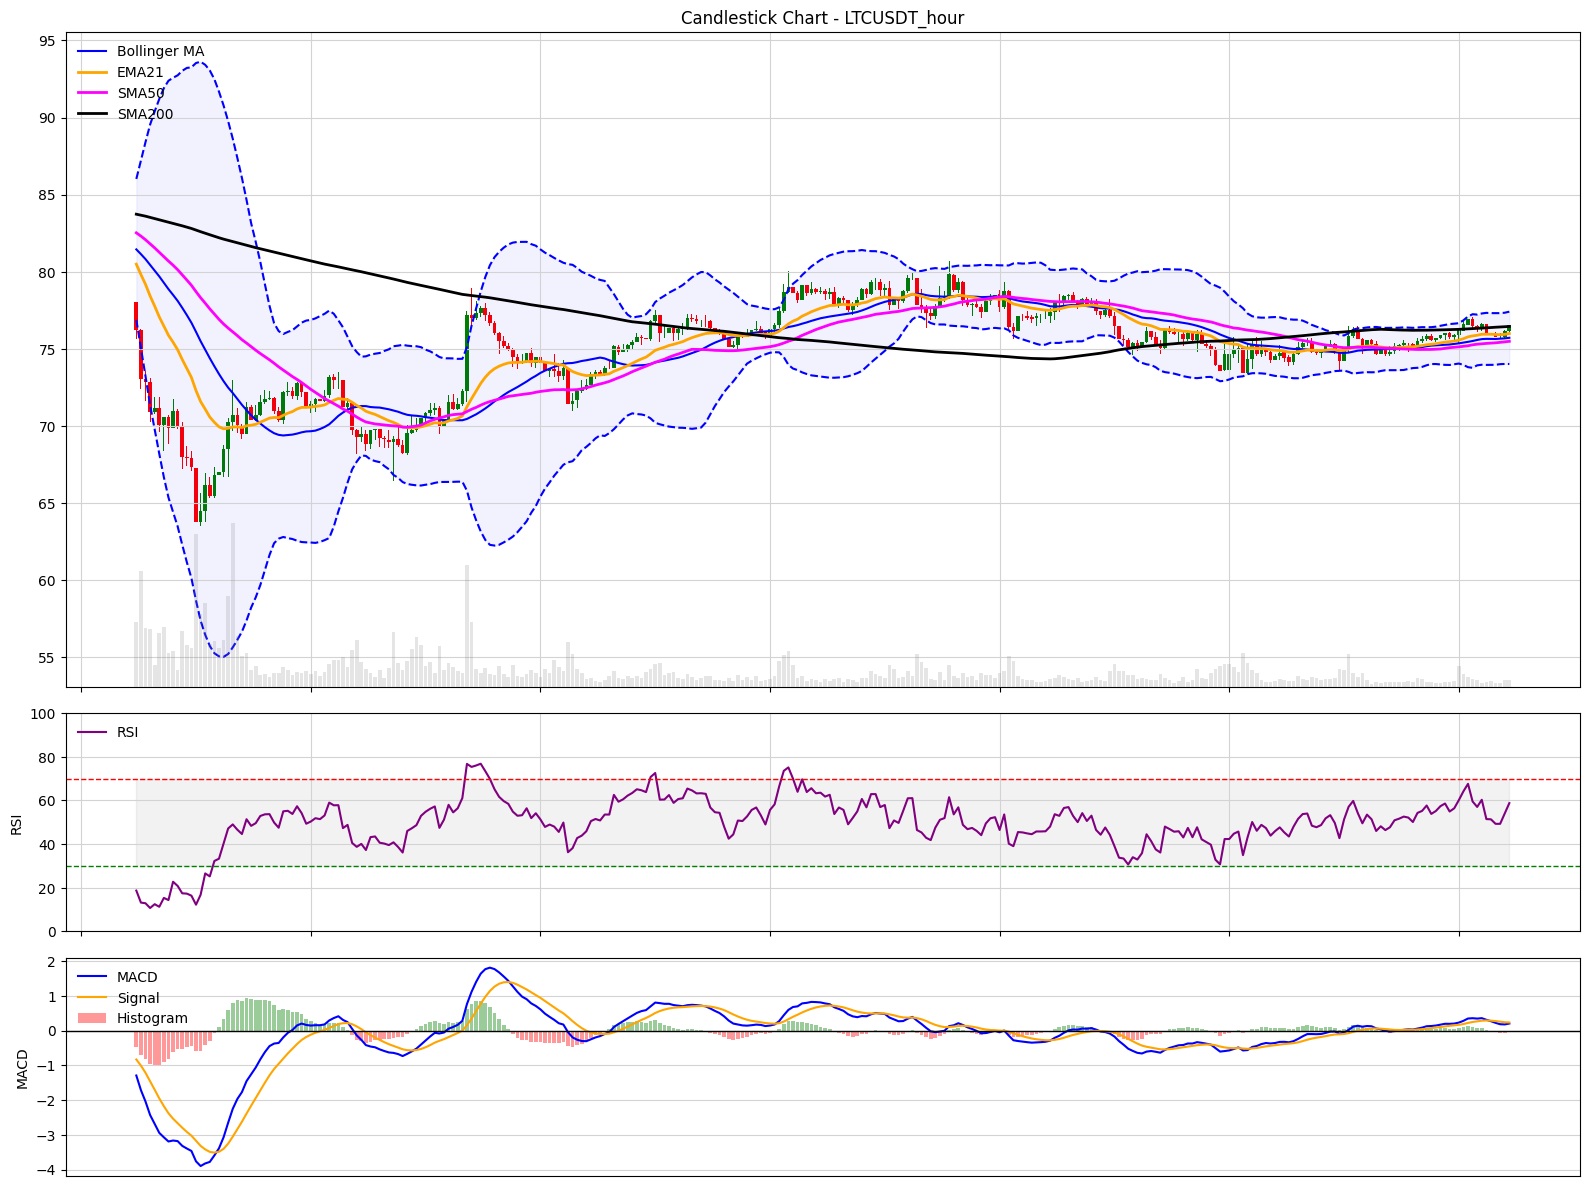 Candlestick Chart - LTCUSDT_hour
95
90
85
80
75
70
65
60
55
Bollinger MA
EMA21
SMA50
SMA200
100
80
60
40
20
0
RSI
RSI
2
1
0
−1
−2
−3
−4
MACD
MACD
Signal
Histogram